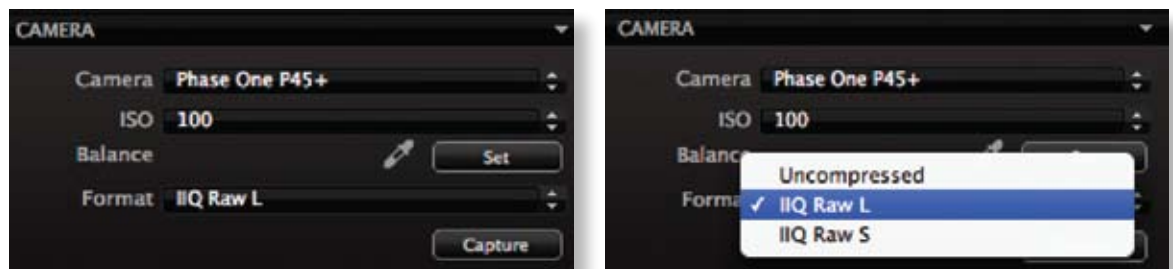 CAMERA
Camera Phase One P45+
ISO 100
Balance Set
Format IIQ Raw L
Capture
CAMERA
Camera Phase One P45+
ISO 100
Balance
Uncompressed
✓ IIQ Raw L
IIQ Raw S